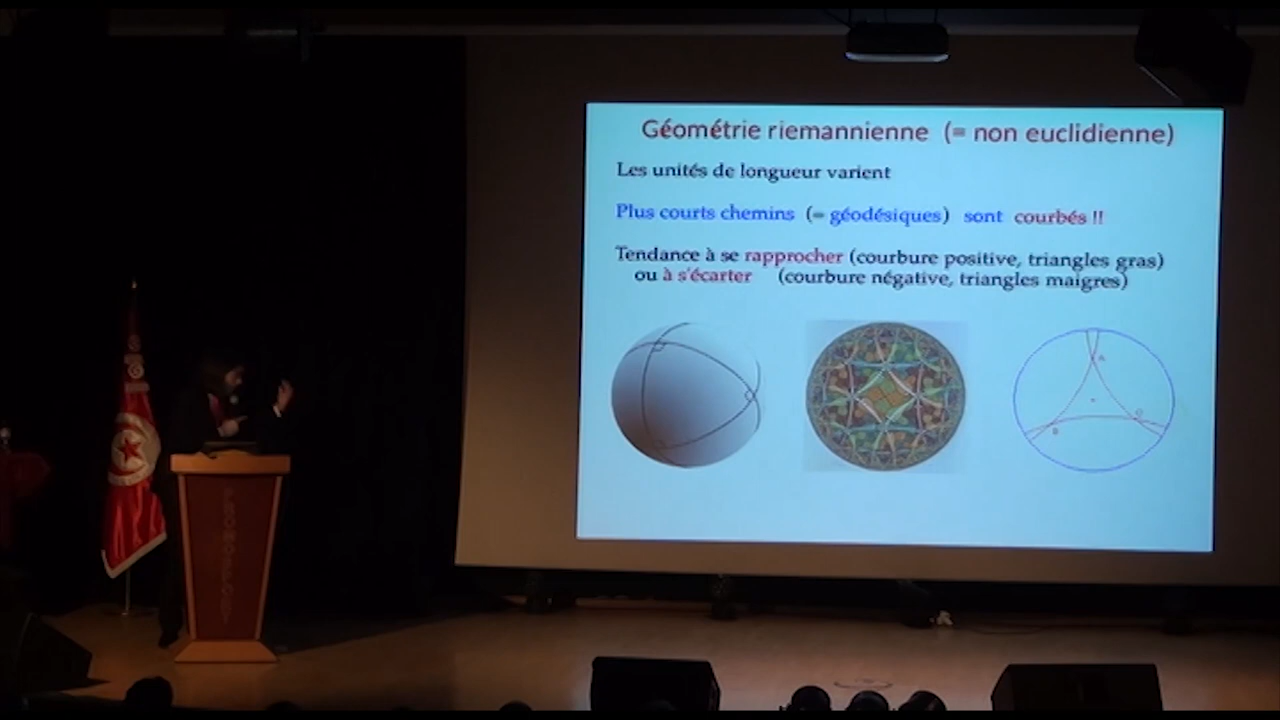 Géométrie riemannienne (= non euclidienne)
Les unités de longueur varient
Plus courts chemins (= géodésiques) sont courbés !!
Tendance à se rapprocher (courbure positive, triangles gras)
ou à s'écarter (courbure négative, triangles maigres)
A
B
C